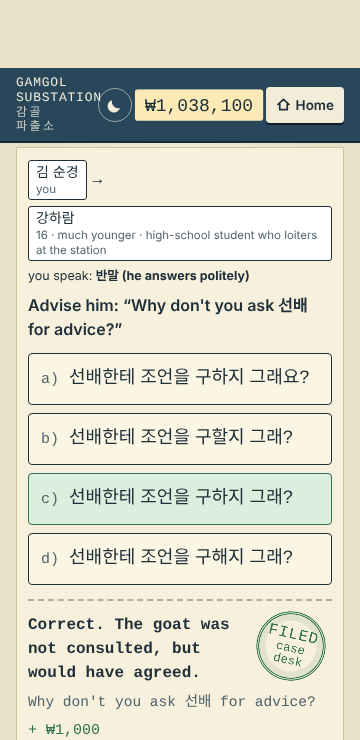 GAMGOL
SUBSTATION
감골
파출소
₩1,038,100
Home
김 순경
you
→
강하람
16 · much younger · high-school student who loiters
at the station
you speak: 반말 (he answers politely)
Advise him: “Why don't you ask 선배
for advice?”
a) 선배한테 조언을 구하지 그래요?
b) 선배한테 조언을 구할지 그래?
c) 선배한테 조언을 구하지 그래?
d) 선배한테 조언을 구해지 그래?
Correct. The goat was
not consulted, but
would have agreed.
FILED
case
desk
Why don't you ask 선배 for advice?
+ ₩1,000